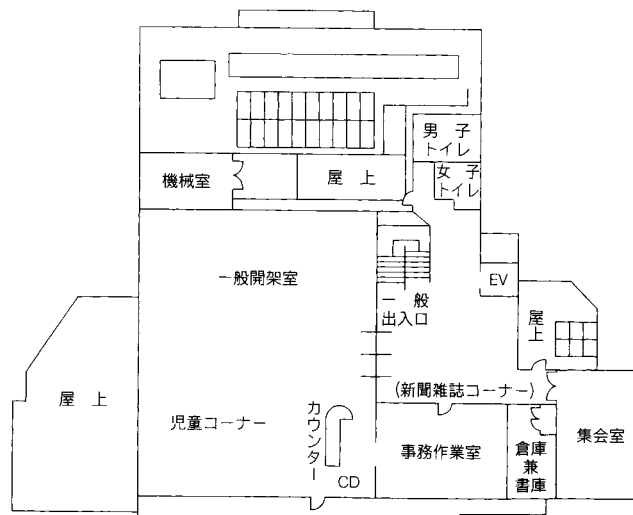 男子
トイレ
女子
トイレ
機械室
屋上
一般開架室
EV
一般
出入口
屋上
屋上
(新聞雑誌コーナー)
児童コーナー
カウンター
事務作業室
倉庫
兼
書庫
集会室
CD